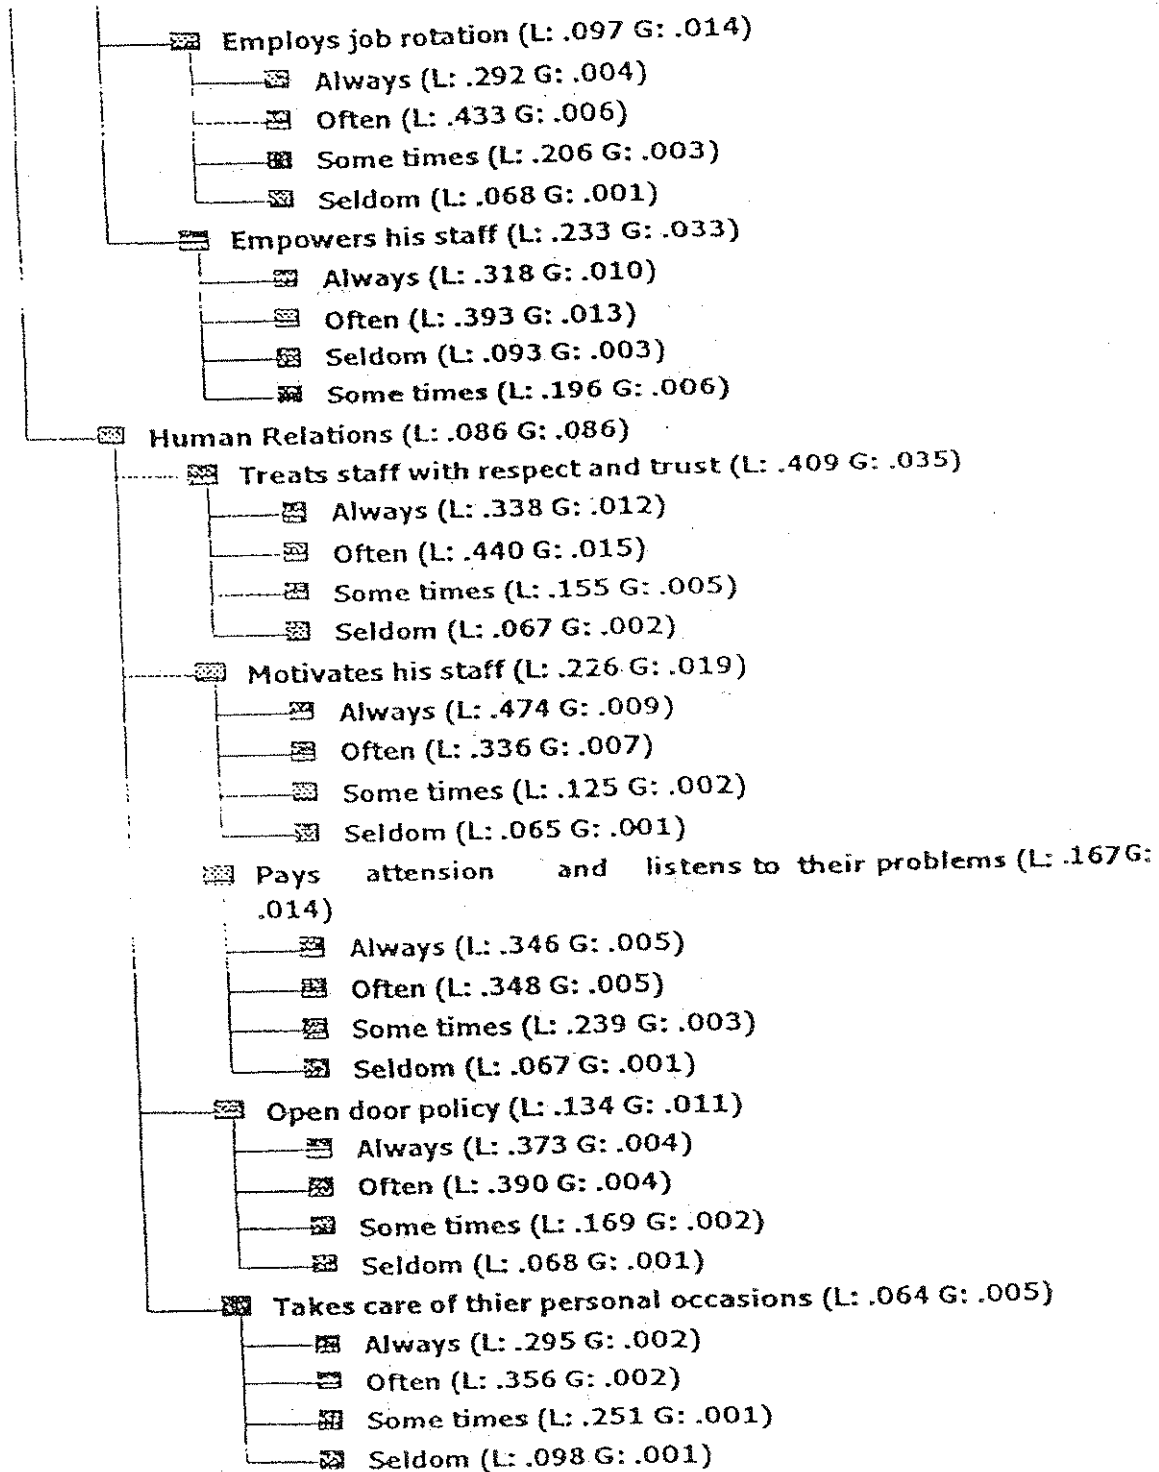 Employs job rotation (L: .097 G: .014)
Always (L: .292 G: .004)
Often (L: .433 G: .006)
Some times (L: .206 G: .003)
Seldom (L: .068 G: .001)
Empowers his staff (L: .233 G: .033)
Always (L: .318 G: .010)
Often (L: .393 G: .013)
Seldom (L: .093 G: .003)
Some times (L: .196 G: .006)
Human Relations (L: .086 G: .086)
Treats staff with respect and trust (L: .409 G: .035)
Always (L: .338 G: .012)
Often (L: .440 G: .015)
Some times (L: .155 G: .005)
Seldom (L: .067 G: .002)
Motivates his staff (L: .226 G: .019)
Always (L: .474 G: .009)
Often (L: .336 G: .007)
Some times (L: .125 G: .002)
Seldom (L: .065 G: .001)
Pays attension and listens to their problems (L: .167G:
.014)
Always (L: .346 G: .005)
Often (L: .348 G: .005)
Some times (L: .239 G: .003)
Seldom (L: .067 G: .001)
Open door policy (L: .134 G: .011)
Always (L: .373 G: .004)
Often (L: .390 G: .004)
Some times (L: .169 G: .002)
Seldom (L: .068 G: .001)
Takes care of thier personal occasions (L: .064 G: .005)
Always (L: .295 G: .002)
Often (L: .356 G: .002)
Some times (L: .251 G: .001)
Seldom (L: .098 G: .001)